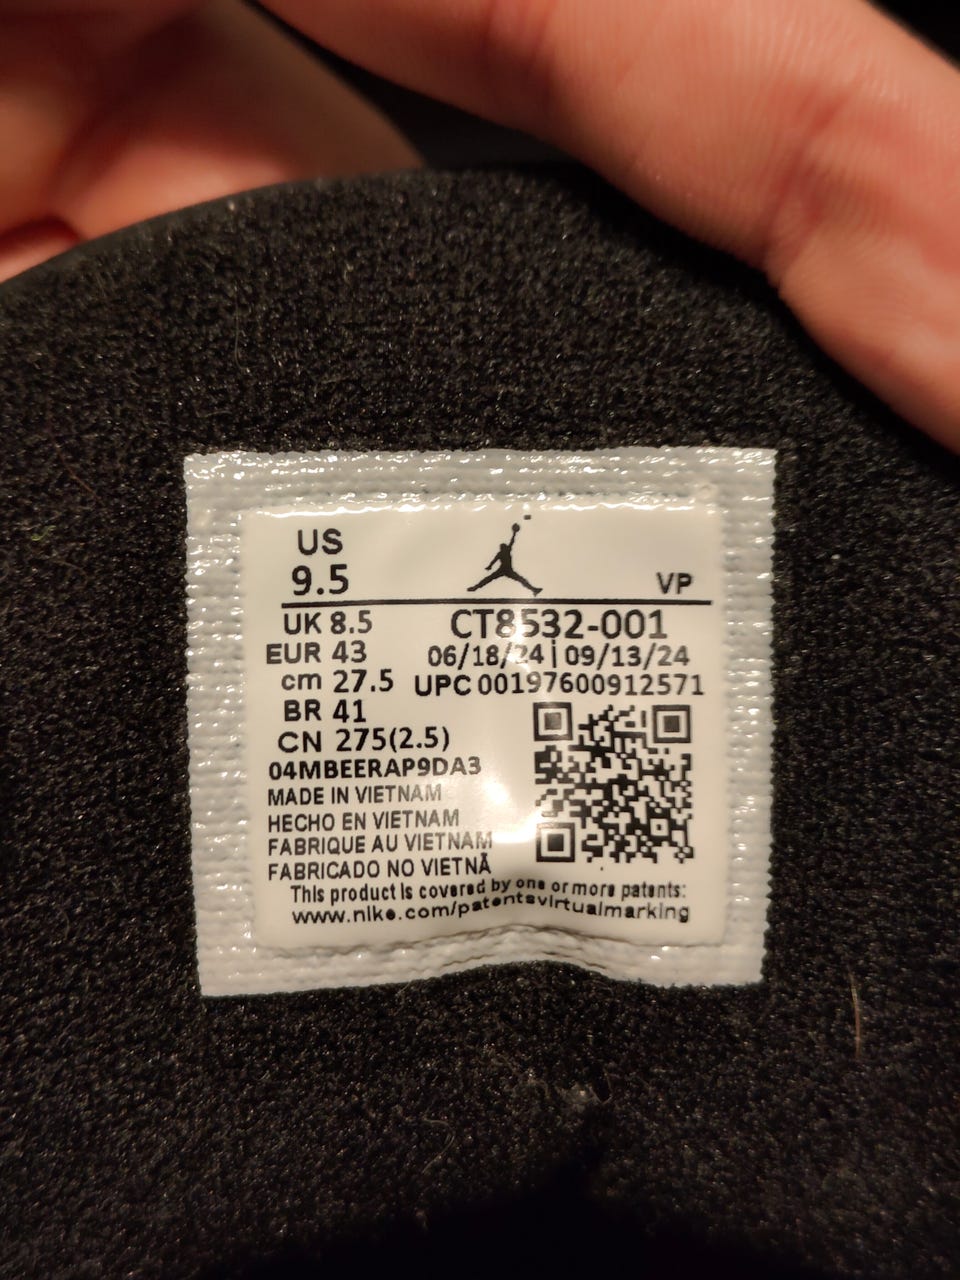 US
9.5
VP
UK 8.5
CT8532-001
EUR 43
06/18/24 | 09/13/24
cm 27.5
UPC 00197600912571
BR 41
CN 275(2.5)
04MBEERAP9DA3
MADE IN VIETNAM
HECHO EN VIETNAM
FABRIQUE AU VIETNAM
FABRICADO NO VIETNÃ
This product is covered by one or more patents:
www.nike.com/patentsvirtualmarking